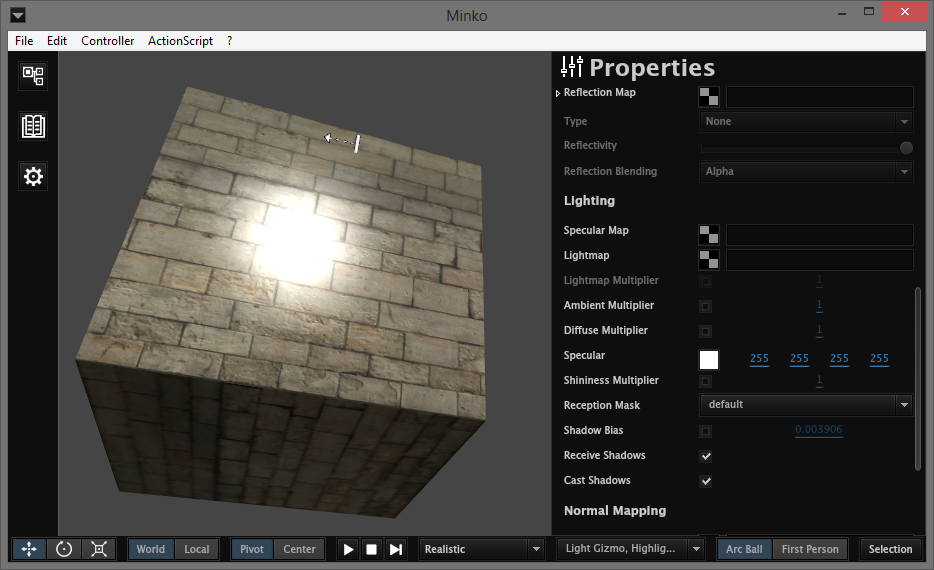 Minko
File Edit Controller ActionScript ?
Properties
Reflection Map
Type None
Reflectivity
Reflection Blending Alpha
Lighting
Specular Map
Lightmap
Lightmap Multiplier 1
Ambient Multiplier 1
Diffuse Multiplier 1
Specular 255 255 255 255
Shininess Multiplier 1
Reception Mask default
Shadow Bias 0.003906
Receive Shadows
Cast Shadows
Normal Mapping
World Local Pivot Center Realistic Light Gizmo, Highlig... Arc Ball First Person Selection